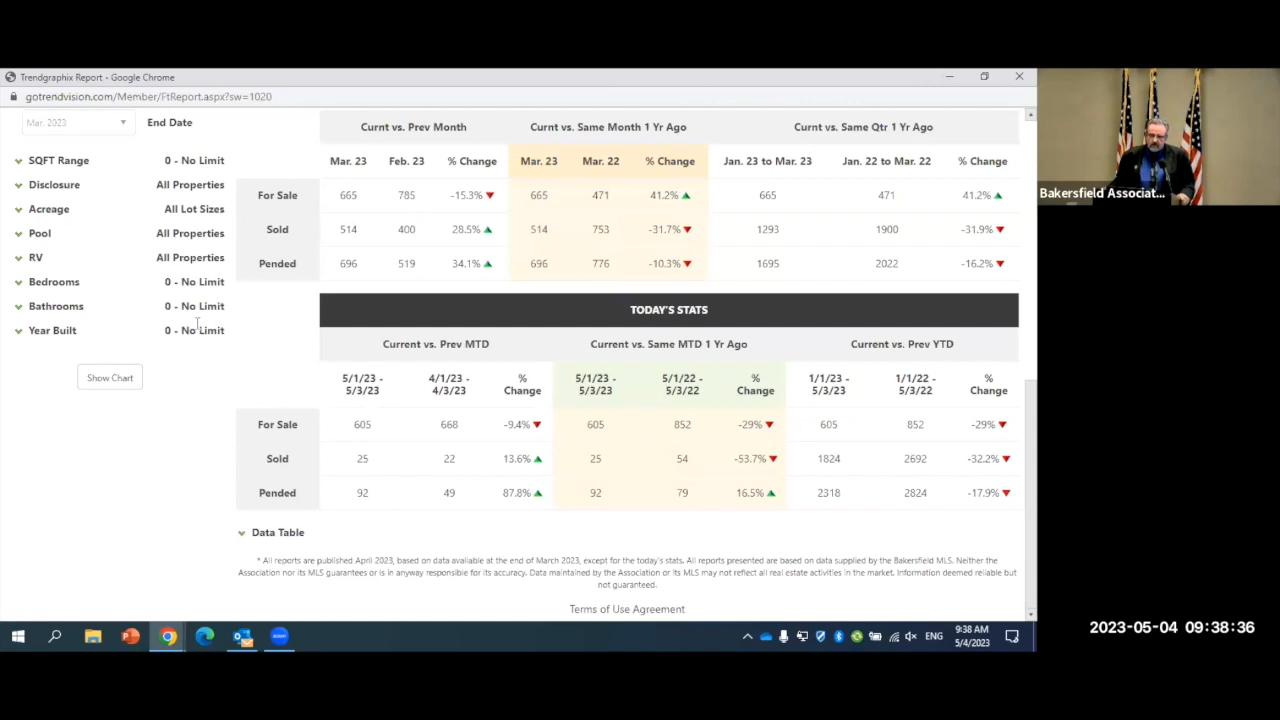 Trendgraphix Report - Google Chrome
gotrendvision.com/Member/FtReport.aspx?sw=1020
Mar. 2023 End Date
SQFT Range 0 - No Limit
Disclosure All Properties
Acreage All Lot Sizes
Pool All Properties
RV All Properties
Bedrooms 0 - No Limit
Bathrooms 0 - No Limit
Year Built 0 - No Limit
Show Chart
Curnt vs. Prev Month Curnt vs. Same Month 1 Yr Ago Curnt vs. Same Qtr 1 Yr Ago
Mar. 23 Feb. 23 % Change Mar. 23 Mar. 22 % Change Jan. 23 to Mar. 23 Jan. 22 to Mar. 22 % Change
For Sale 665 785 -15.3% 665 471 41.2% 665 471 41.2%
Sold 514 400 28.5% 514 753 -31.7% 1293 1900 -31.9%
Pended 696 519 34.1% 696 776 -10.3% 1695 2022 -16.2%
TODAY'S STATS
Current vs. Prev MTD Current vs. Same MTD 1 Yr Ago Current vs. Prev YTD
5/1/23 - 4/1/23 - % 5/1/23 - 5/1/22 - % 1/1/23 - 1/1/22 - %
5/3/23 4/3/23 Change 5/3/23 5/3/22 Change 5/3/23 5/3/22 Change
For Sale 605 668 -9.4% 605 852 -29% 605 852 -29%
Sold 25 22 13.6% 25 54 -53.7% 1824 2692 -32.2%
Pended 92 49 87.8% 92 79 16.5% 2318 2824 -17.9%
Data Table
* All reports are published April 2023, based on data available at the end of March 2023, except for the today's stats. All reports presented are based on data supplied by the Bakersfield MLS. Neither the
Association nor its MLS guarantees or is in anyway responsible for its accuracy. Data maintained by the Association or its MLS may not reflect all real estate activities in the market. Information deemed reliable but
not guaranteed.
Terms of Use Agreement
ENG
9:38 AM
5/4/2023
Bakersfield Associat...
2023-05-04 09:38:36